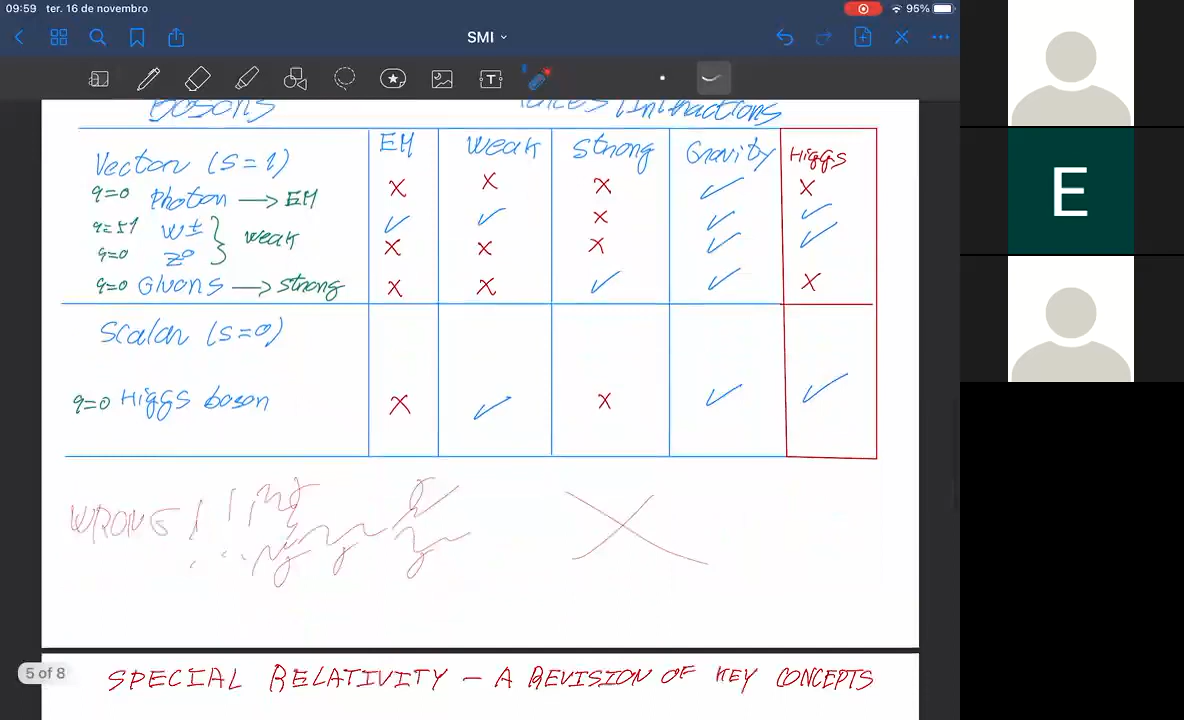 09:59 ter. 16 de novembro 96%
SMI
T
Bosons Forces/Interactions
EM Weak Strong Gravity Higgs
Vector (S=1)
q=0 Photon → EM x x x ✓ x
q=±1 W± ✓ ✓ x ✓ ✓
weak
q=0 Z⁰ x x x ✓ ✓
q=0 Gluons → strong x x ✓ ✓ x
Scalar (S=0)
q=0 Higgs boson x ✓ x ✓ ✓
WRONG!
5 of 8
SPECIAL RELATIVITY - A REVISION OF KEY CONCEPTS
E